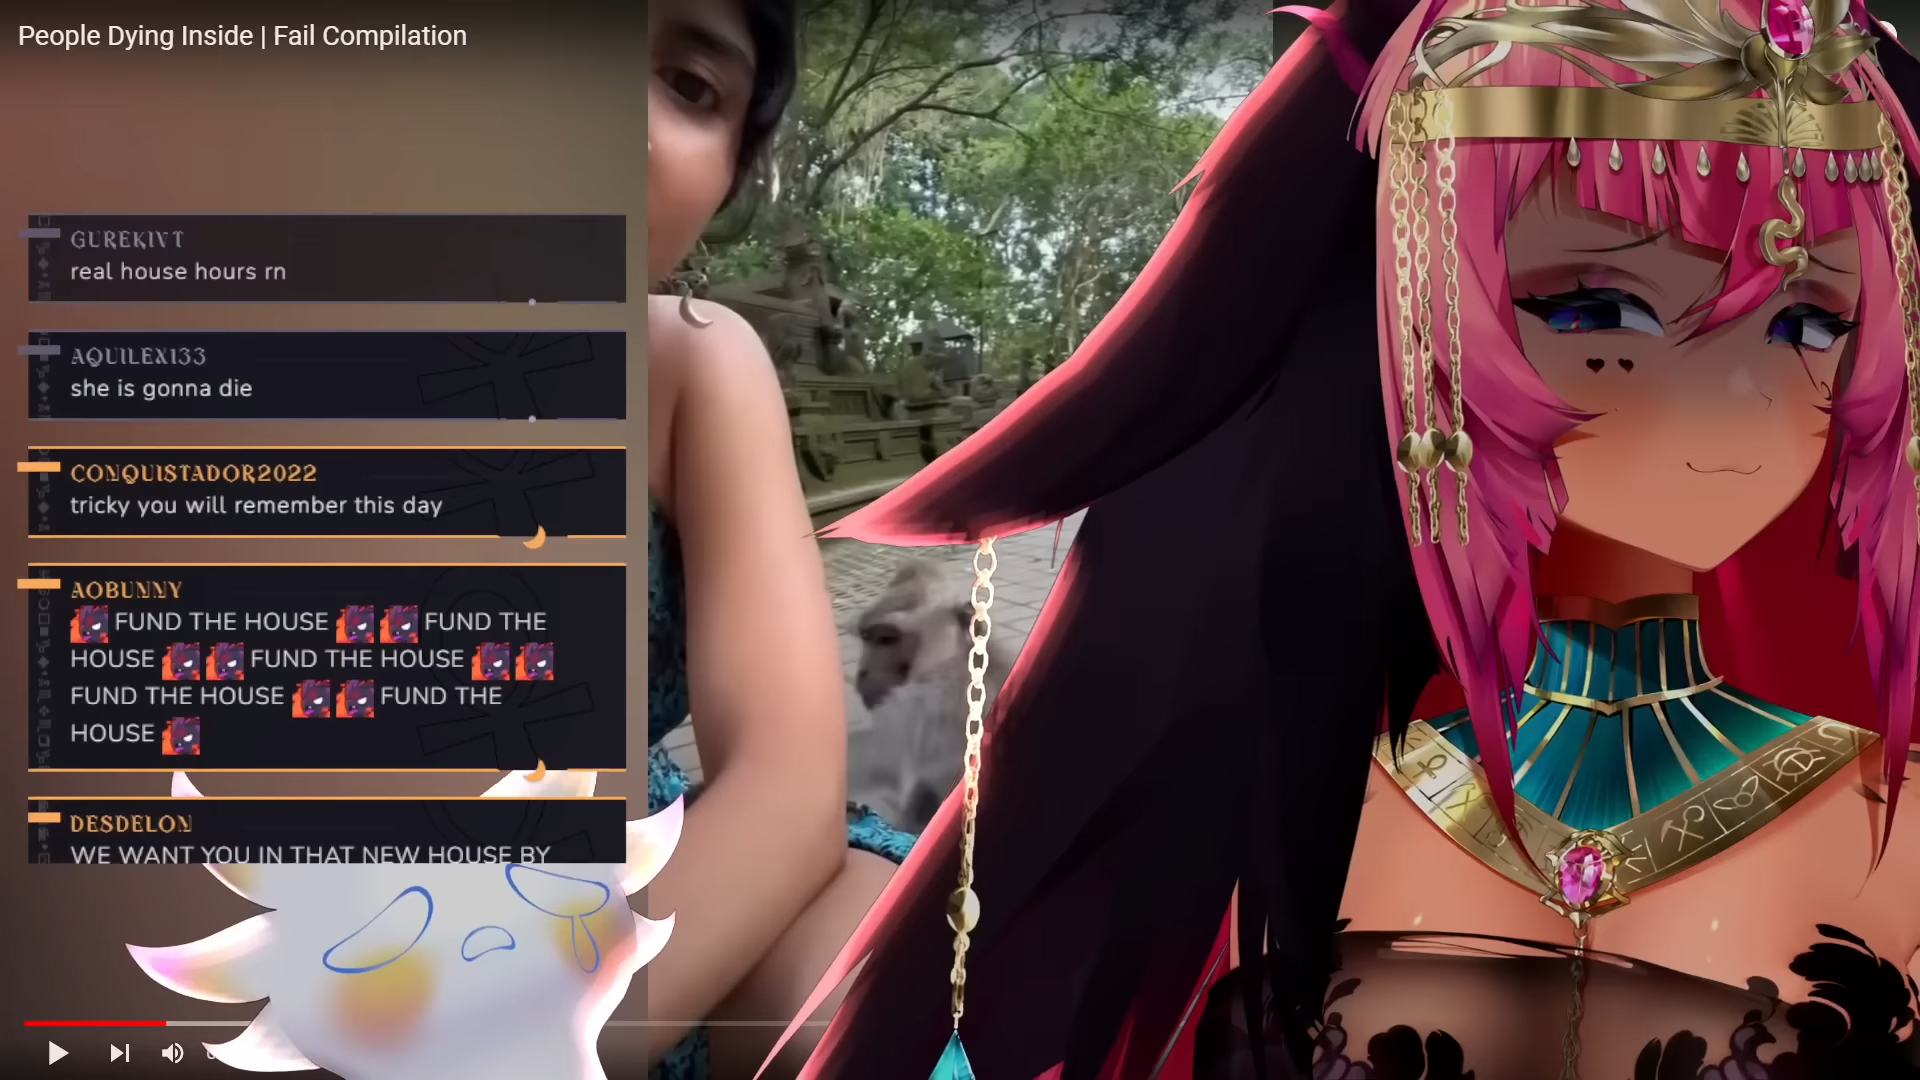 People Dying Inside | Fail Compilation
GUREKIVT
real house hours rn
AQUILEX133
she is gonna die
CONQUISTADOR2022
tricky you will remember this day
AOBUNNY
FUND THE HOUSE FUND THE
HOUSE FUND THE HOUSE
FUND THE HOUSE FUND THE
HOUSE
DESDELON
WE WANT YOU IN THAT NEW HOUSE BY